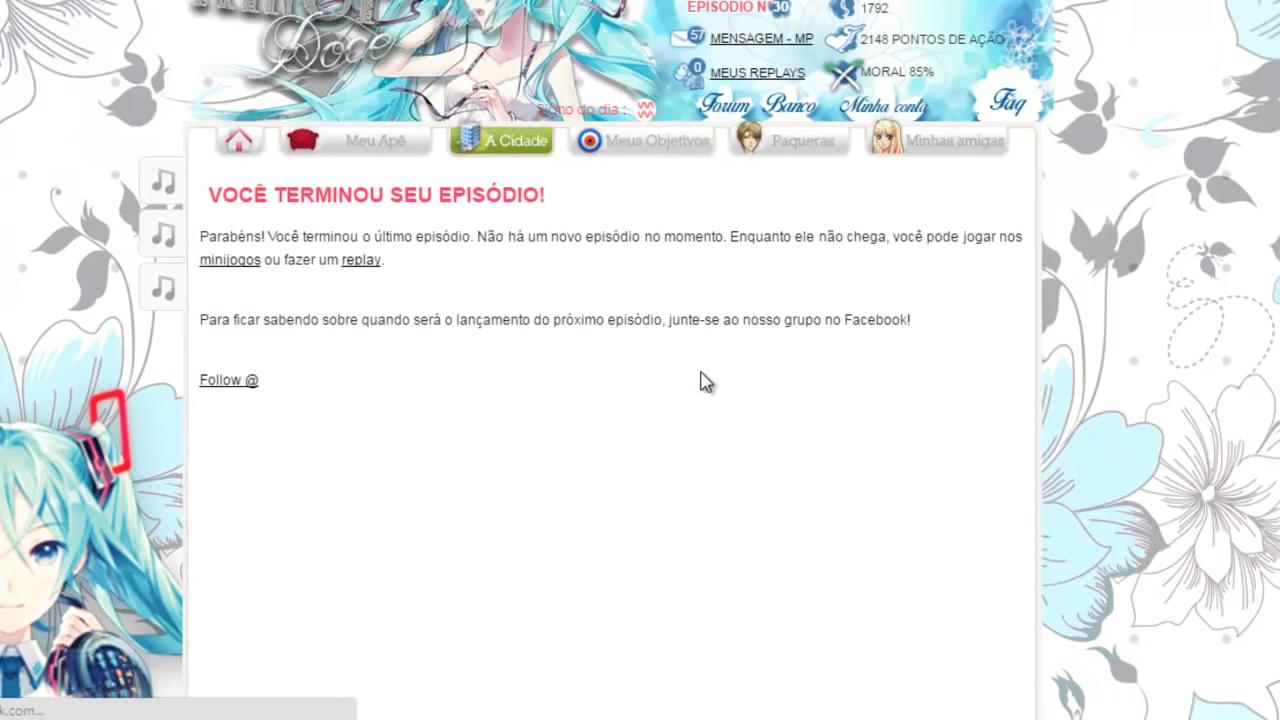 Doce
EPISODIO Nº30
1792
57
MENSAGEM - MP
2148 PONTOS DE AÇÃO
0
MEUS REPLAYS
MORAL 85%
Signo do dia :
Forum
Banco
Minha conta
Faq
Meu Apê
A Cidade
Meus Objetivos
Paqueras
Minhas amigas
VOCÊ TERMINOU SEU EPISÓDIO!
Parabéns! Você terminou o último episódio. Não há um novo episódio no momento. Enquanto ele não chega, você pode jogar nos
minijogos ou fazer um replay.
Para ficar sabendo sobre quando será o lançamento do próximo episódio, junte-se ao nosso grupo no Facebook!
Follow @
k.com...